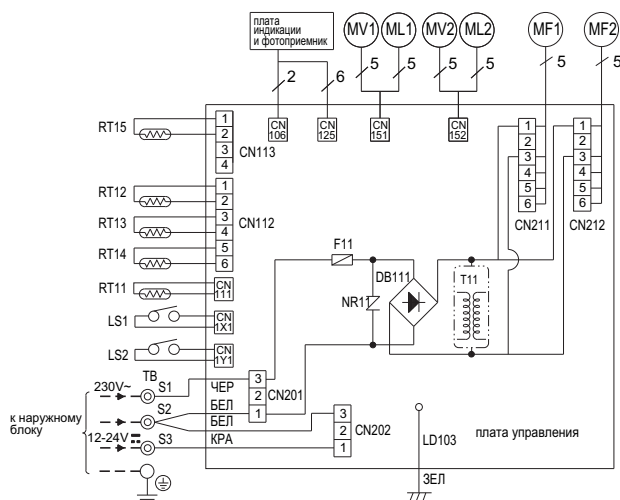 плата
индикации
и фотоприемник
MV1
ML1
MV2
ML2
MF1
MF2
2
6
5
5
5
5
5
5
CN
106
CN
125
CN
151
CN
152
RT15
1
2
3
4
CN113
RT12
RT13
RT14
1
2
3
4
5
6
CN112
RT11
CN
111
LS1
CN
1X1
LS2
CN
1Y1
1
2
3
4
5
6
CN211
1
2
3
4
5
6
CN212
F11
DB111
NR11
T11
TB
230V~
S1
ЧЕР
3
2
1
CN201
S2
БЕЛ
БЕЛ
к наружному
блоку
12-24V
S3
КРА
3
2
1
CN202
LD103
плата управления
ЗЕЛ